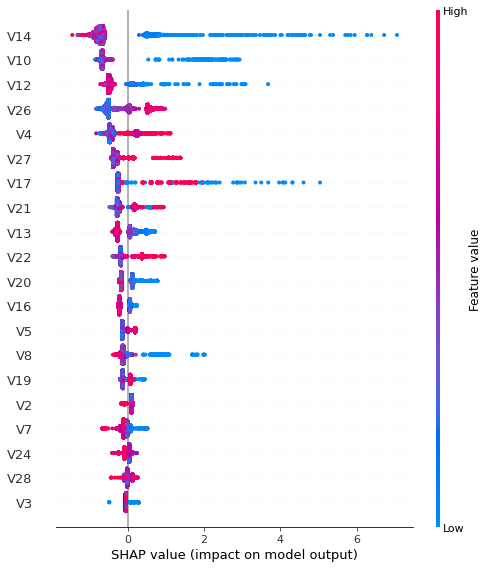 High
V14
V10
V12
V26
V4
V27
V17
V21
V13
V22
V20
V16
V5
V8
V19
V2
V7
V24
V28
V3
Feature value
Low
0 2 4 6
SHAP value (impact on model output)